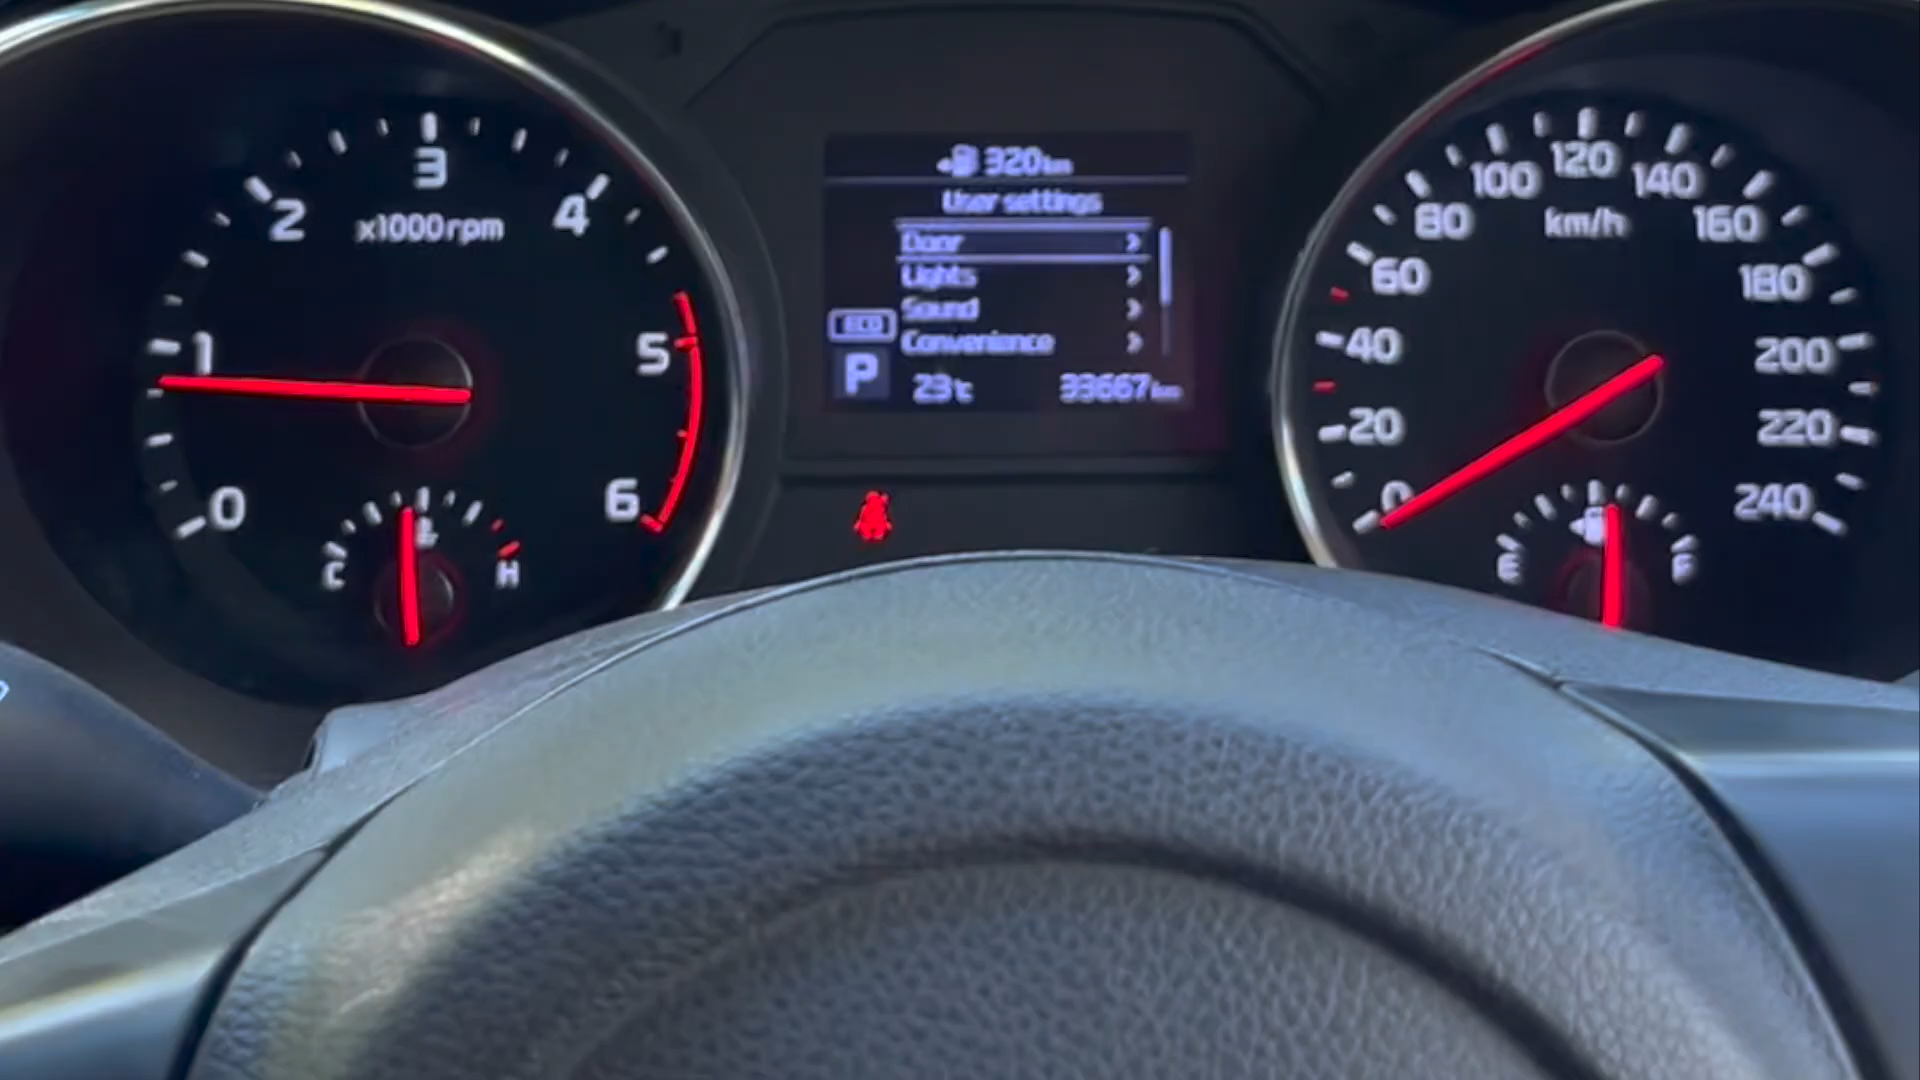 320km
User settings
Door
Lights
Sound
Convenience
ECO
P
23℃
33667km
0
1
2
3
4
5
6
x1000rpm
C
H
0
20
40
60
80
100
120
140
160
180
200
220
240
km/h
E
F